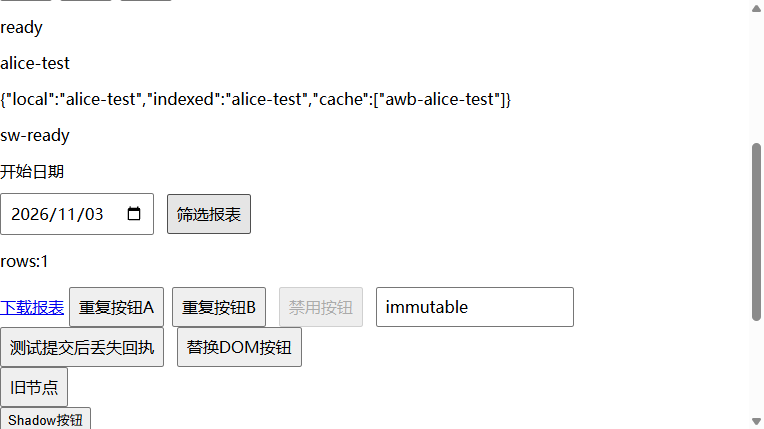 ready
alice-test
{"local":"alice-test","indexed":"alice-test","cache":["awb-alice-test"]}
sw-ready
开始日期
2026/11/03 筛选报表
rows:1
下载报表 重复按钮A 重复按钮B 禁用按钮 immutable
测试提交后丢失回执 替换DOM按钮
旧节点
Shadow按钮